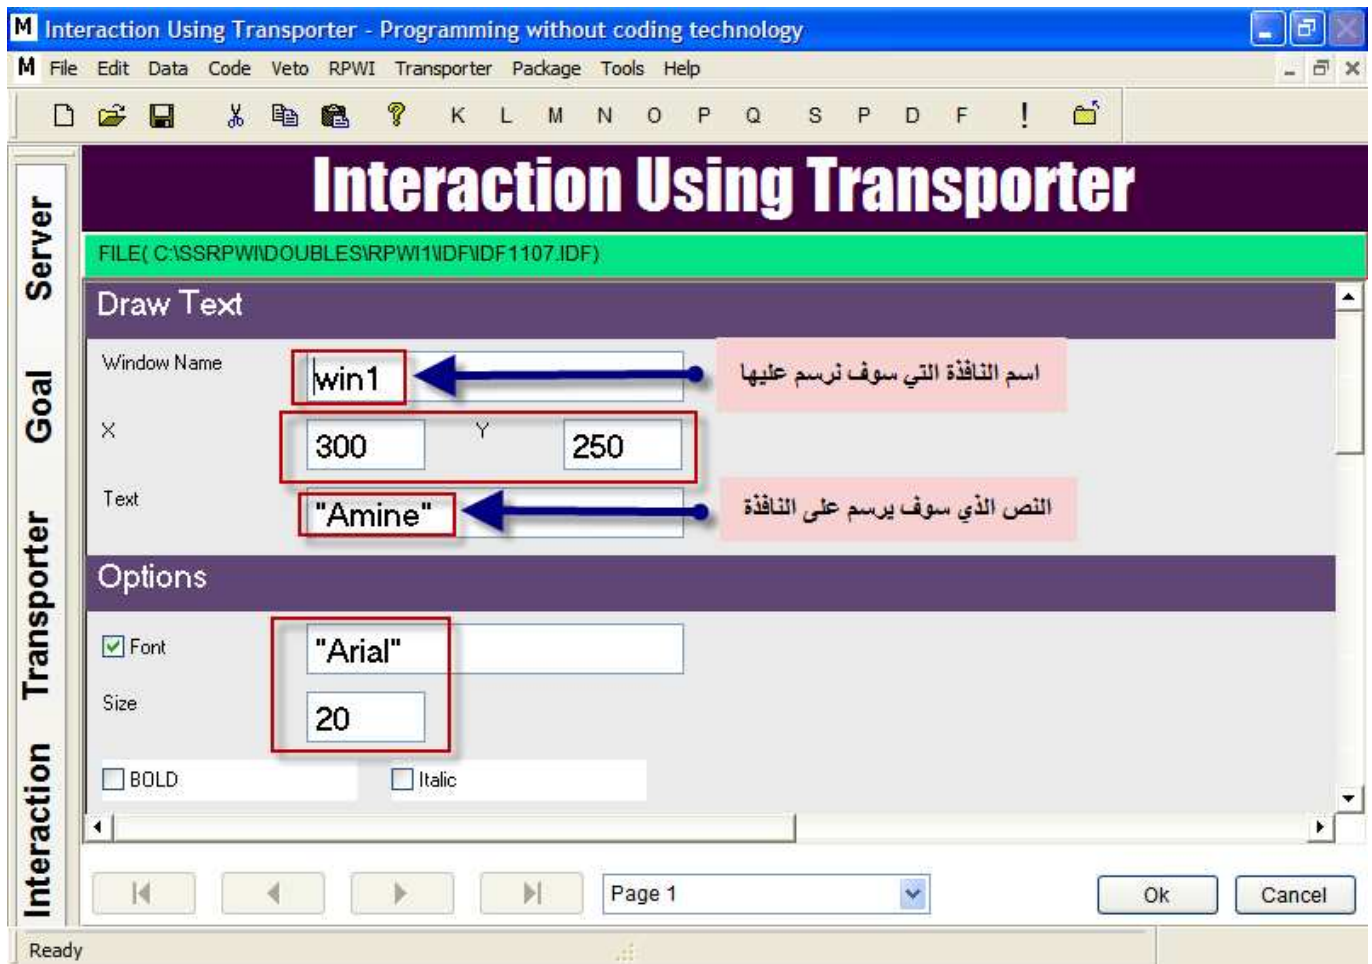 M Interaction Using Transporter - Programming without coding technology
M File Edit Data Code Veto RPWI Transporter Package Tools Help
K L M N O P Q S P D F !
Interaction Using Transporter
FILE( C:\SSRPWI\DOUBLES\RPWI1\IDF\IDF1107.IDF)
Server
Goal
Transporter
Interaction
Draw Text
Window Name win1 اسم النافذة التي سوف نرسم عليها
X 300 Y 250
Text "Amine" النص الذي سوف يرسم على النافذة
Options
Font "Arial"
Size 20
BOLD Italic
Page 1 Ok Cancel
Ready